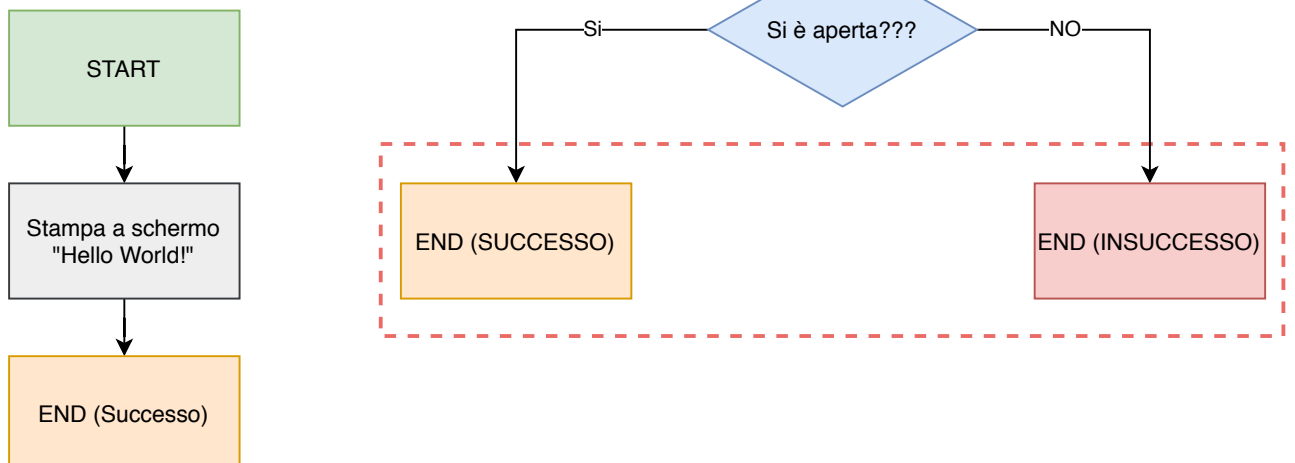 START
Stampa a schermo
"Hello World!"
END (Successo)
Si è aperta???
Si
NO
END (SUCCESSO)
END (INSUCCESSO)